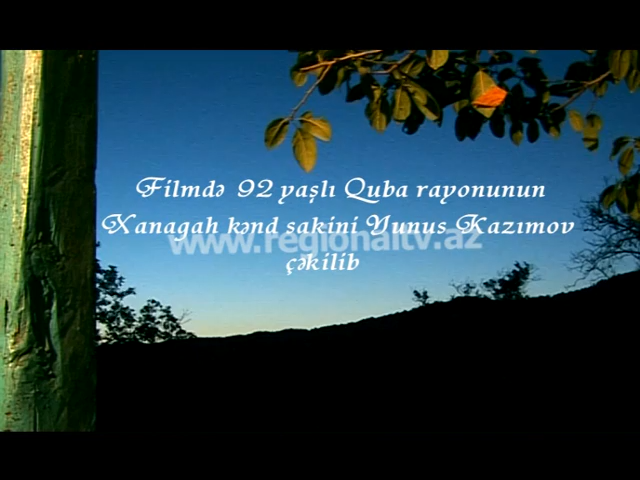 Filmdə 92 yaşlı Quba rayonunun
Xanagah kənd sakini Yunus Kazımov
www.regionaltv.az
çəkilib